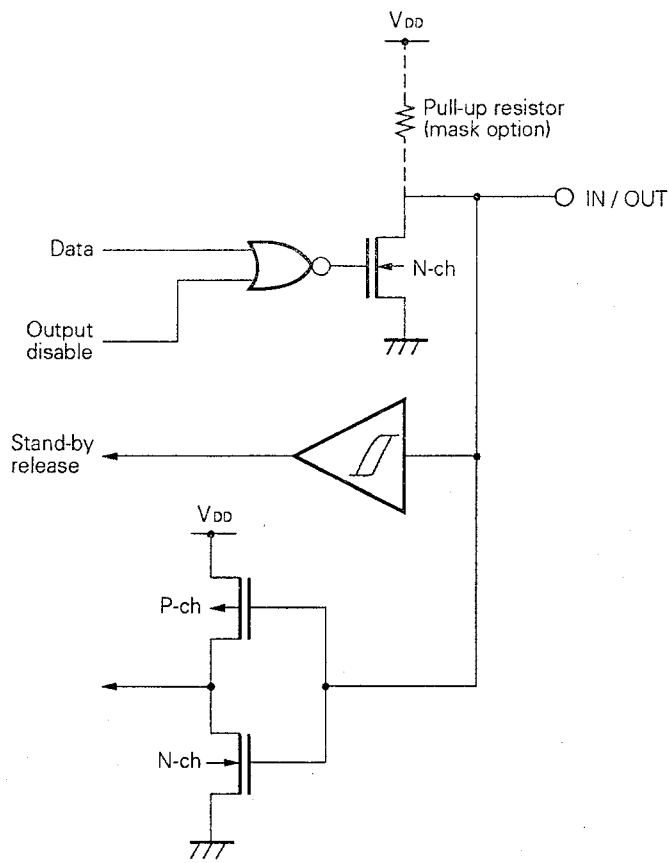 VDD
Pull-up resistor
(mask option)
IN / OUT
Data
N-ch
Output
disable
Stand-by
release
VDD
P-ch
N-ch